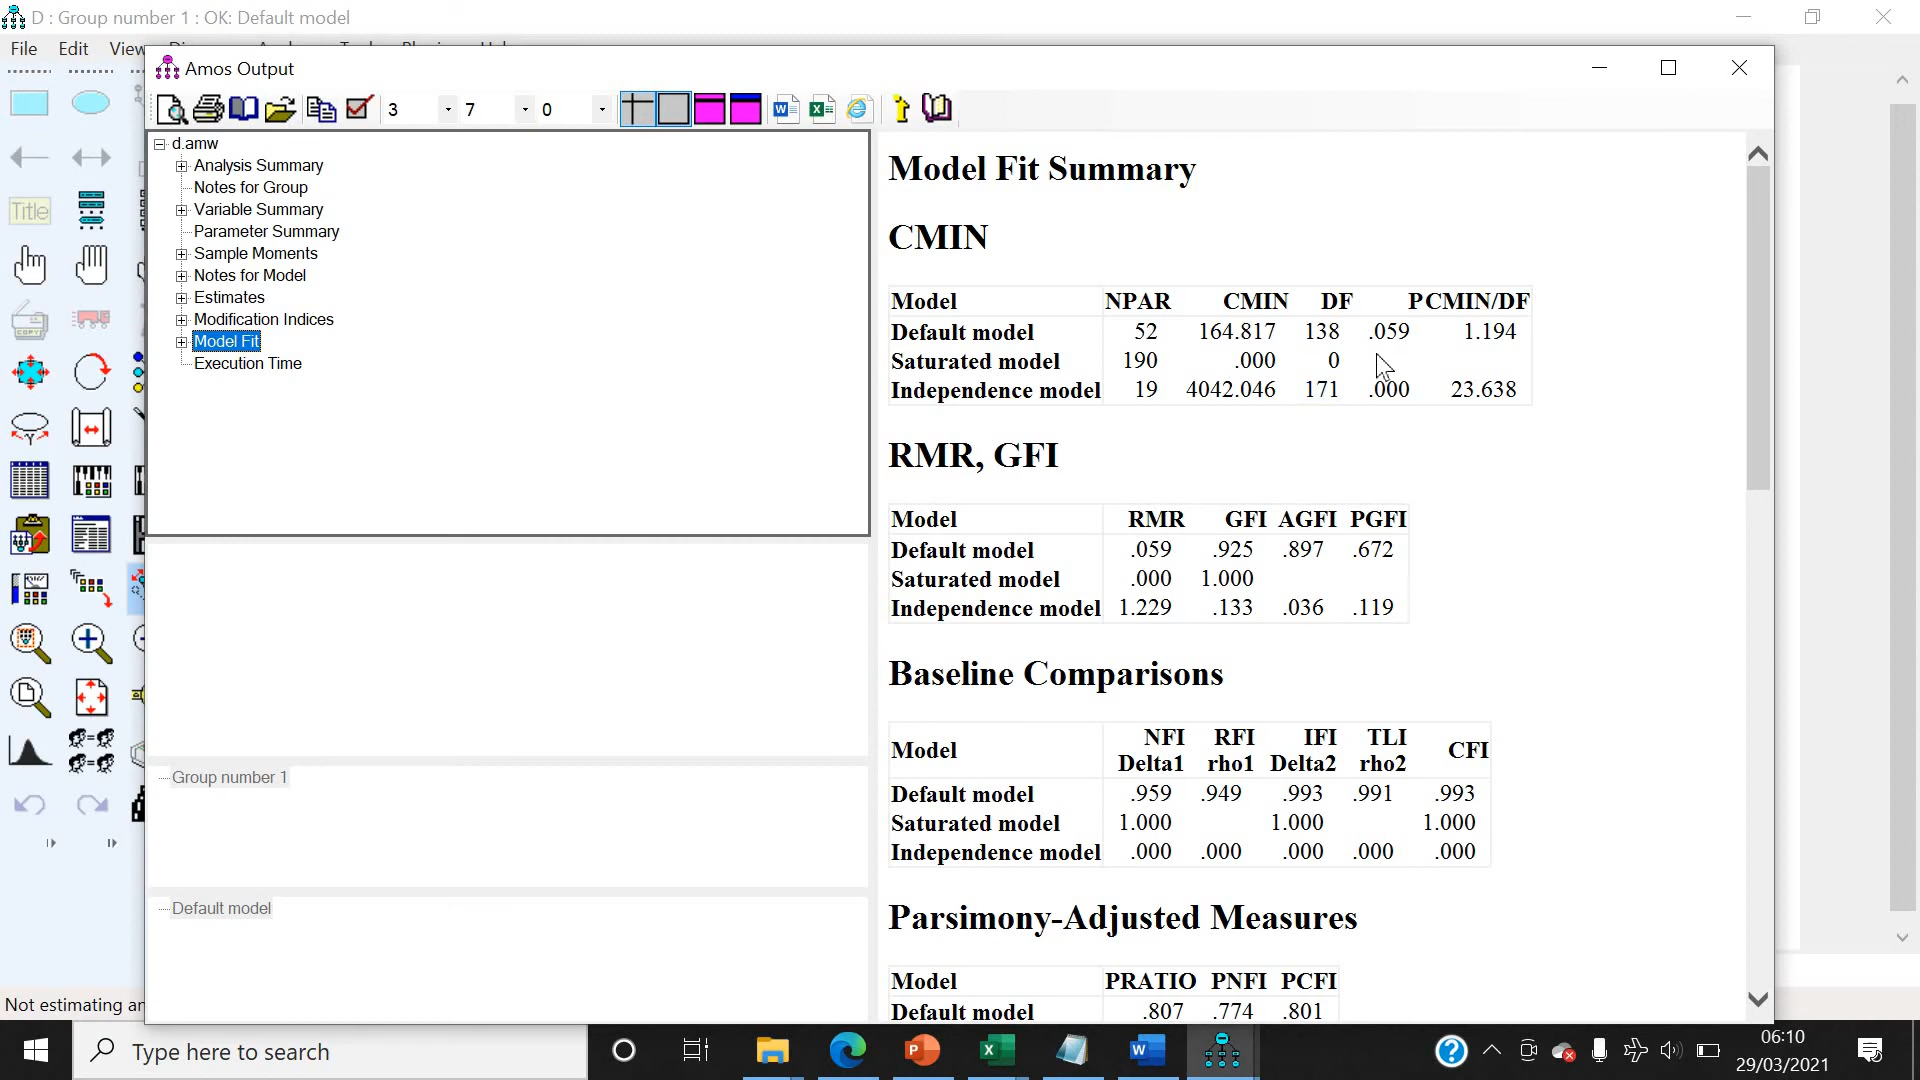 D : Group number 1 : OK: Default model
File Edit View
Amos Output
3 7 0
Title
d.amw
Analysis Summary
Notes for Group
Variable Summary
Parameter Summary
Sample Moments
Notes for Model
Estimates
Modification Indices
Model Fit
Execution Time
Group number 1
Default model
Not estimating an
Model Fit Summary
CMIN
Model NPAR CMIN DF P CMIN/DF
Default model 52 164.817 138 .059 1.194
Saturated model 190 .000 0
Independence model 19 4042.046 171 .000 23.638
RMR, GFI
Model RMR GFI AGFI PGFI
Default model .059 .925 .897 .672
Saturated model .000 1.000
Independence model 1.229 .133 .036 .119
Baseline Comparisons
Model NFI RFI IFI TLI CFI
Delta1 rho1 Delta2 rho2
Default model .959 .949 .993 .991 .993
Saturated model 1.000 1.000 1.000
Independence model .000 .000 .000 .000 .000
Parsimony-Adjusted Measures
Model PRATIO PNFI PCFI
Default model .807 .774 .801
Type here to search
06:10
29/03/2021